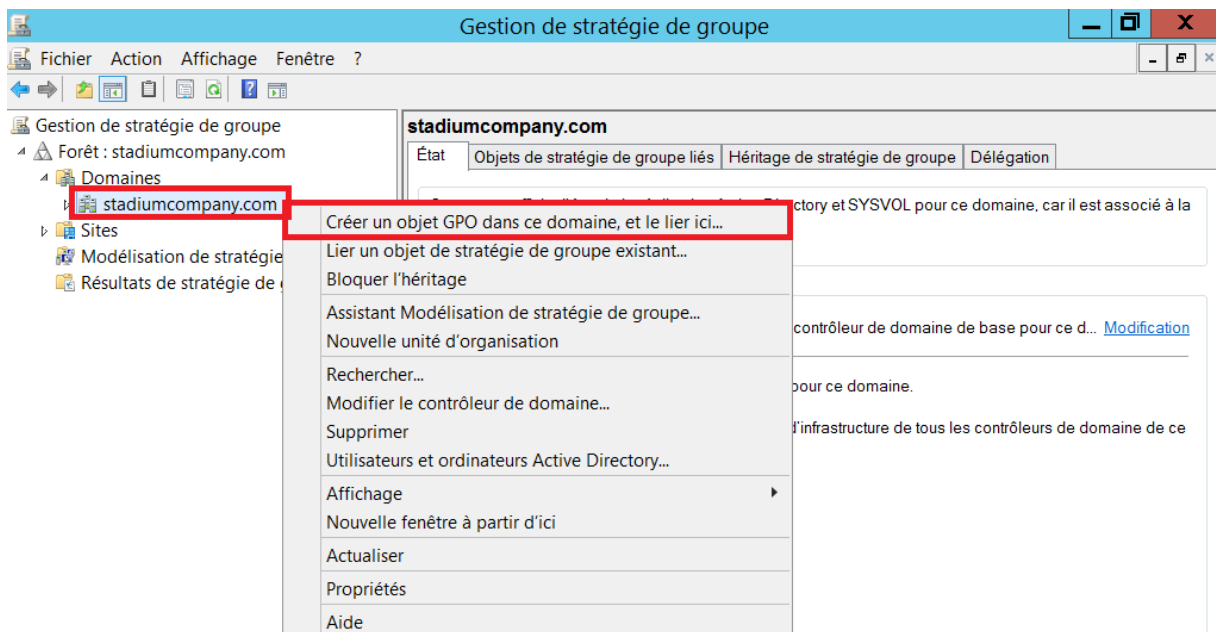 Gestion de stratégie de groupe
Fichier Action Affichage Fenêtre ?
Gestion de stratégie de groupe
Forêt : stadiumcompany.com
Domaines
stadiumcompany.com
Sites
Modélisation de stratégie
Résultats de stratégie de
stadiumcompany.com
État Objets de stratégie de groupe liés Héritage de stratégie de groupe Délégation
ctory et SYSVOL pour ce domaine, car il est associé à la
contrôleur de domaine de base pour ce d... Modification
pour ce domaine.
d'infrastructure de tous les contrôleurs de domaine de ce
Créer un objet GPO dans ce domaine, et le lier ici...
Lier un objet de stratégie de groupe existant...
Bloquer l'héritage
Assistant Modélisation de stratégie de groupe...
Nouvelle unité d'organisation
Rechercher...
Modifier le contrôleur de domaine...
Supprimer
Utilisateurs et ordinateurs Active Directory...
Affichage
Nouvelle fenêtre à partir d'ici
Actualiser
Propriétés
Aide